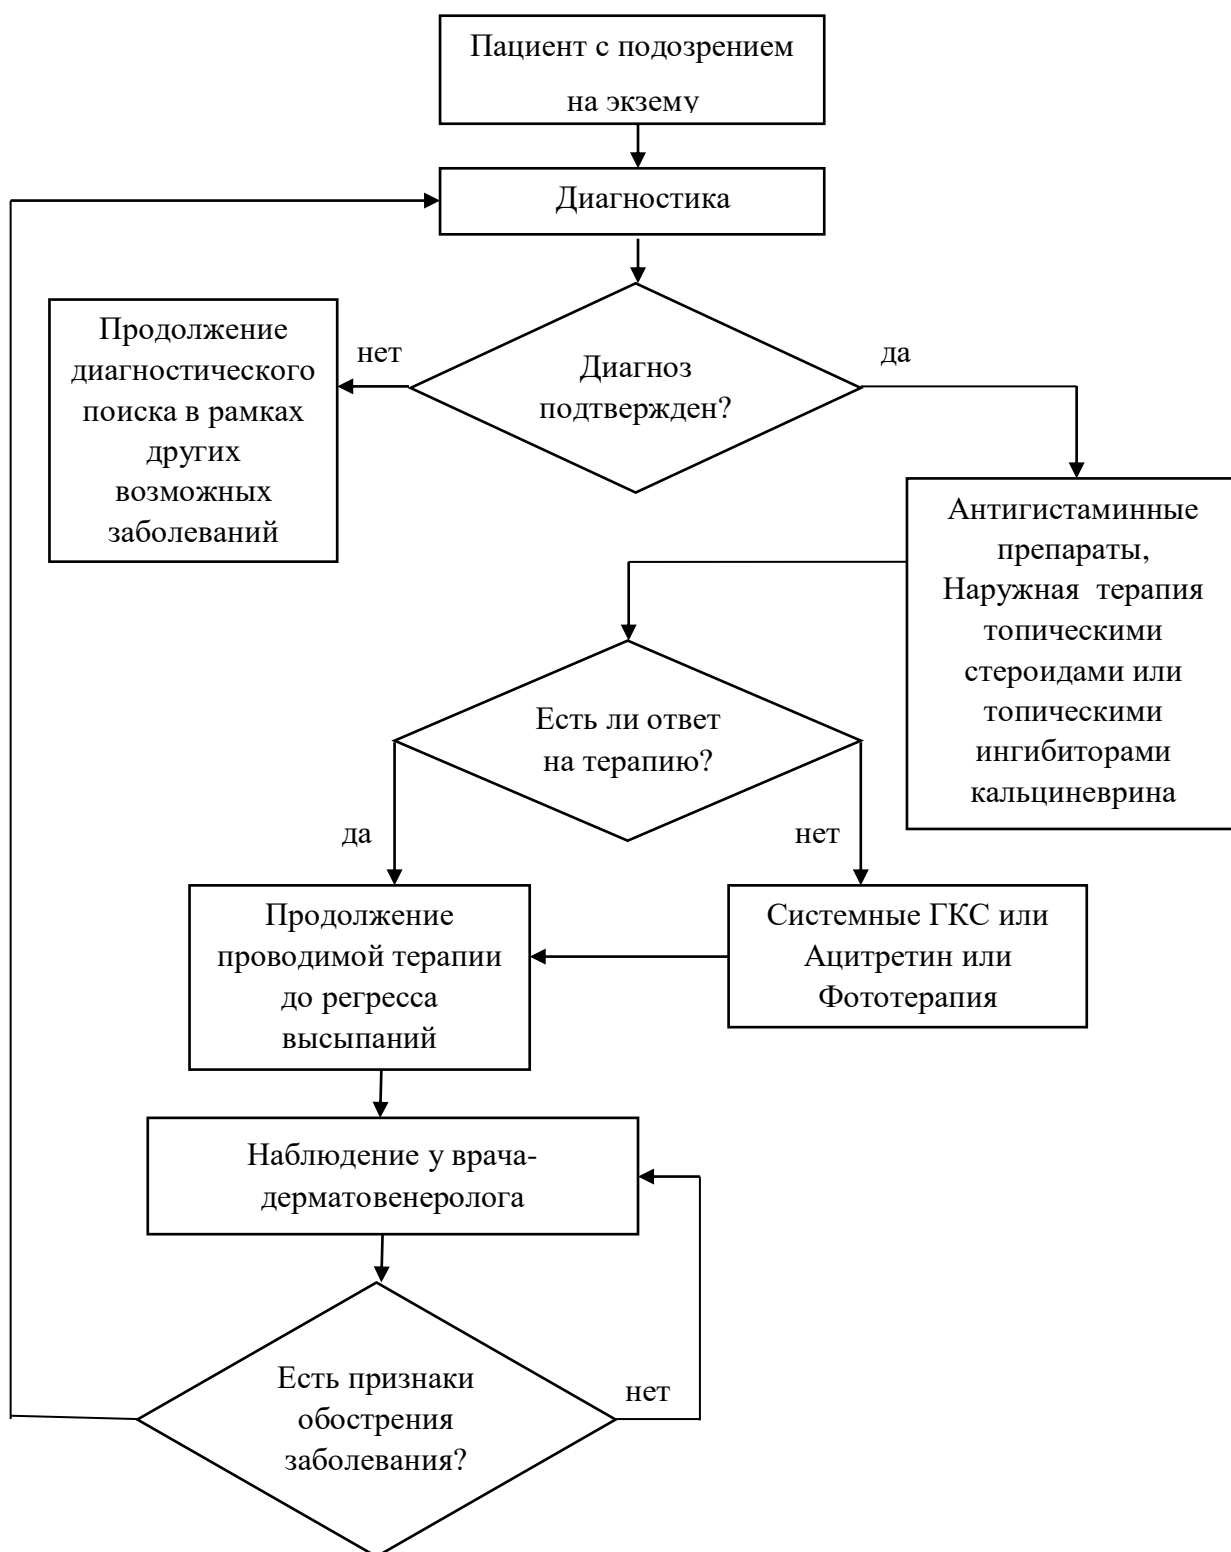 Пациент с подозрением
на экзему
Диагностика
Продолжение
диагностического
поиска в рамках
других
возможных
заболеваний
нет
Диагноз
подтвержден?
да
Антигистаминные
препараты,
Наружная терапия
топическими
стероидами или
топическими
ингибиторами
кальциневрина
Есть ли ответ
на терапию?
да
нет
Продолжение
проводимой терапии
до регресса
высыпаний
Системные ГКС или
Ацитретин или
Фототерапия
Наблюдение у врача-
дерматовенеролога
Есть признаки
обострения
заболевания?
нет